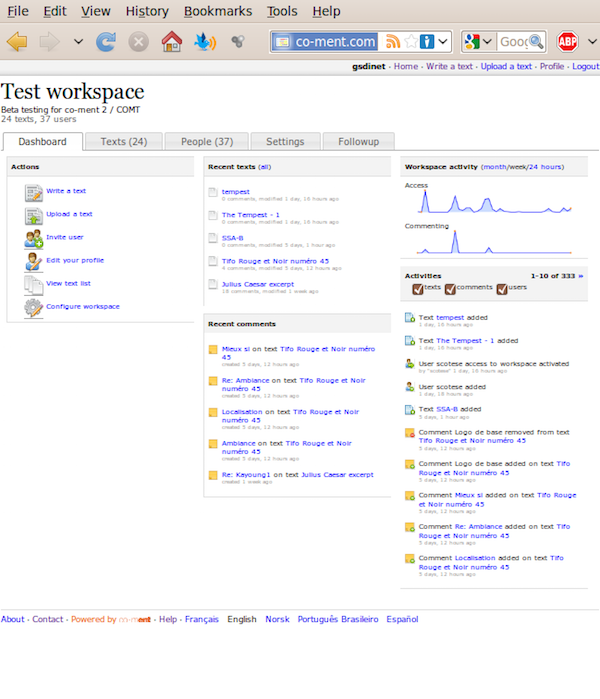 File Edit View History Bookmarks Tools Help
co-ment.com
Goo
ABP
gsdinet · Home · Write a text · Upload a text · Profile · Logout
Test workspace
Beta testing for co-ment 2 / COMT
24 texts, 37 users
Dashboard Texts (24) People (37) Settings Followup
Actions
Write a text
Upload a text
Invite user
Edit your profile
View text list
Configure workspace
Recent texts (all)
tempest
0 comments, modified 1 day, 16 hours ago
The Tempest - 1
0 comments, modified 1 day, 16 hours ago
SSA-B
0 comments, modified 5 days, 1 hour ago
Tifo Rouge et Noir numéro 45
4 comments, modified 5 days, 12 hours ago
Julius Caesar excerpt
18 comments, modified 1 week ago
Recent comments
Mieux si on text Tifo Rouge et Noir numéro
45
created 5 days, 12 hours ago
Re: Ambiance on text Tifo Rouge et Noir
numéro 45
created 5 days, 12 hours ago
Localisation on text Tifo Rouge et Noir
numéro 45
created 5 days, 12 hours ago
Ambiance on text Tifo Rouge et Noir
numéro 45
created 5 days, 12 hours ago
Re: Kayoung1 on text Julius Caesar excerpt
created 1 week ago
Workspace activity (month/week/24 hours)
Access
Commenting
Activities 1-10 of 333 »
texts comments users
Text tempest added
1 day, 16 hours ago
Text The Tempest - 1 added
1 day, 16 hours ago
User scotese access to workspace activated
by "scotese" 1 day, 16 hours ago
User scotese added
1 day, 16 hours ago
Text SSA-B added
5 days, 1 hour ago
Comment Logo de base removed from text
Tifo Rouge et Noir numéro 45
5 days, 12 hours ago
Comment Logo de base added on text Tifo
Rouge et Noir numéro 45
5 days, 12 hours ago
Comment Mieux si added on text Tifo Rouge
et Noir numéro 45
5 days, 12 hours ago
Comment Re: Ambiance added on text Tifo
Rouge et Noir numéro 45
5 days, 12 hours ago
Comment Localisation added on text Tifo
Rouge et Noir numéro 45
5 days, 12 hours ago
About · Contact · Powered by co-ment · Help · Français English Norsk Português Brasileiro Español